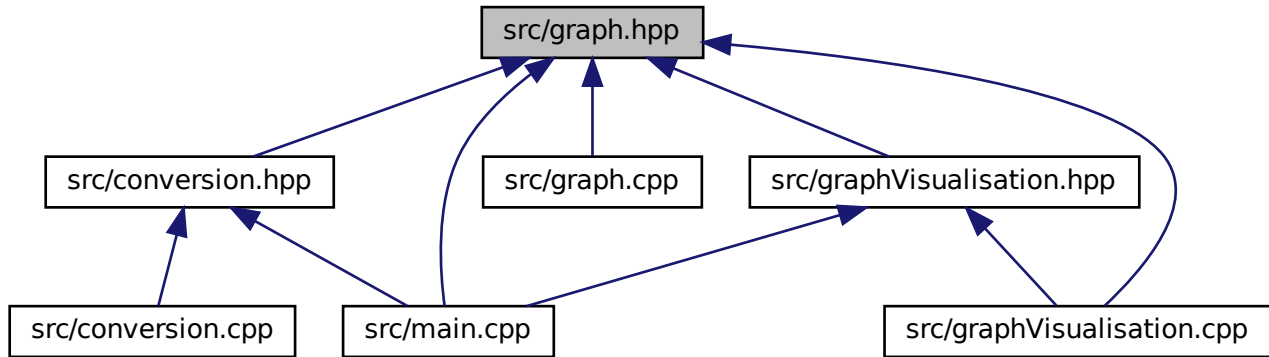 src/graph.hpp
src/conversion.hpp
src/graph.cpp
src/graphVisualisation.hpp
src/conversion.cpp
src/main.cpp
src/graphVisualisation.cpp